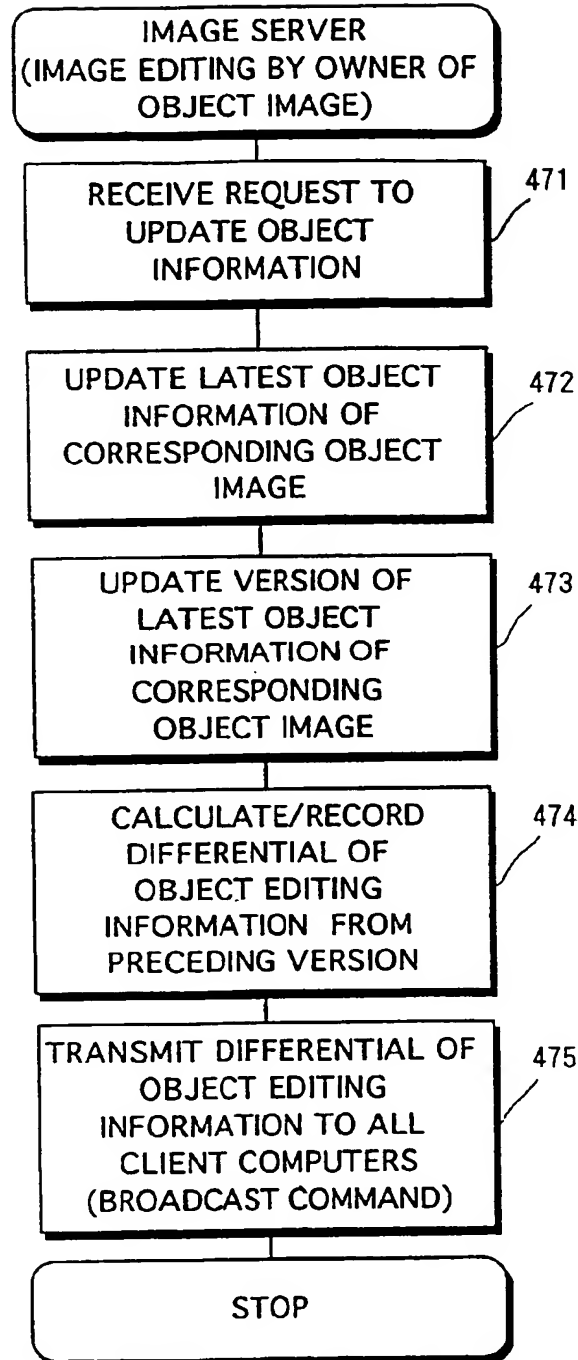 IMAGE SERVER
(IMAGE EDITING BY OWNER OF
OBJECT IMAGE)
RECEIVE REQUEST TO
UPDATE OBJECT
INFORMATION
471
UPDATE LATEST OBJECT
INFORMATION OF
CORRESPONDING OBJECT
IMAGE
472
UPDATE VERSION OF
LATEST OBJECT
INFORMATION OF
CORRESPONDING
OBJECT IMAGE
473
CALCULATE/RECORD
DIFFERENTIAL OF
OBJECT EDITING
INFORMATION FROM
PRECEDING VERSION
474
TRANSMIT DIFFERENTIAL OF
OBJECT EDITING
INFORMATION TO ALL
CLIENT COMPUTERS
(BROADCAST COMMAND)
475
STOP